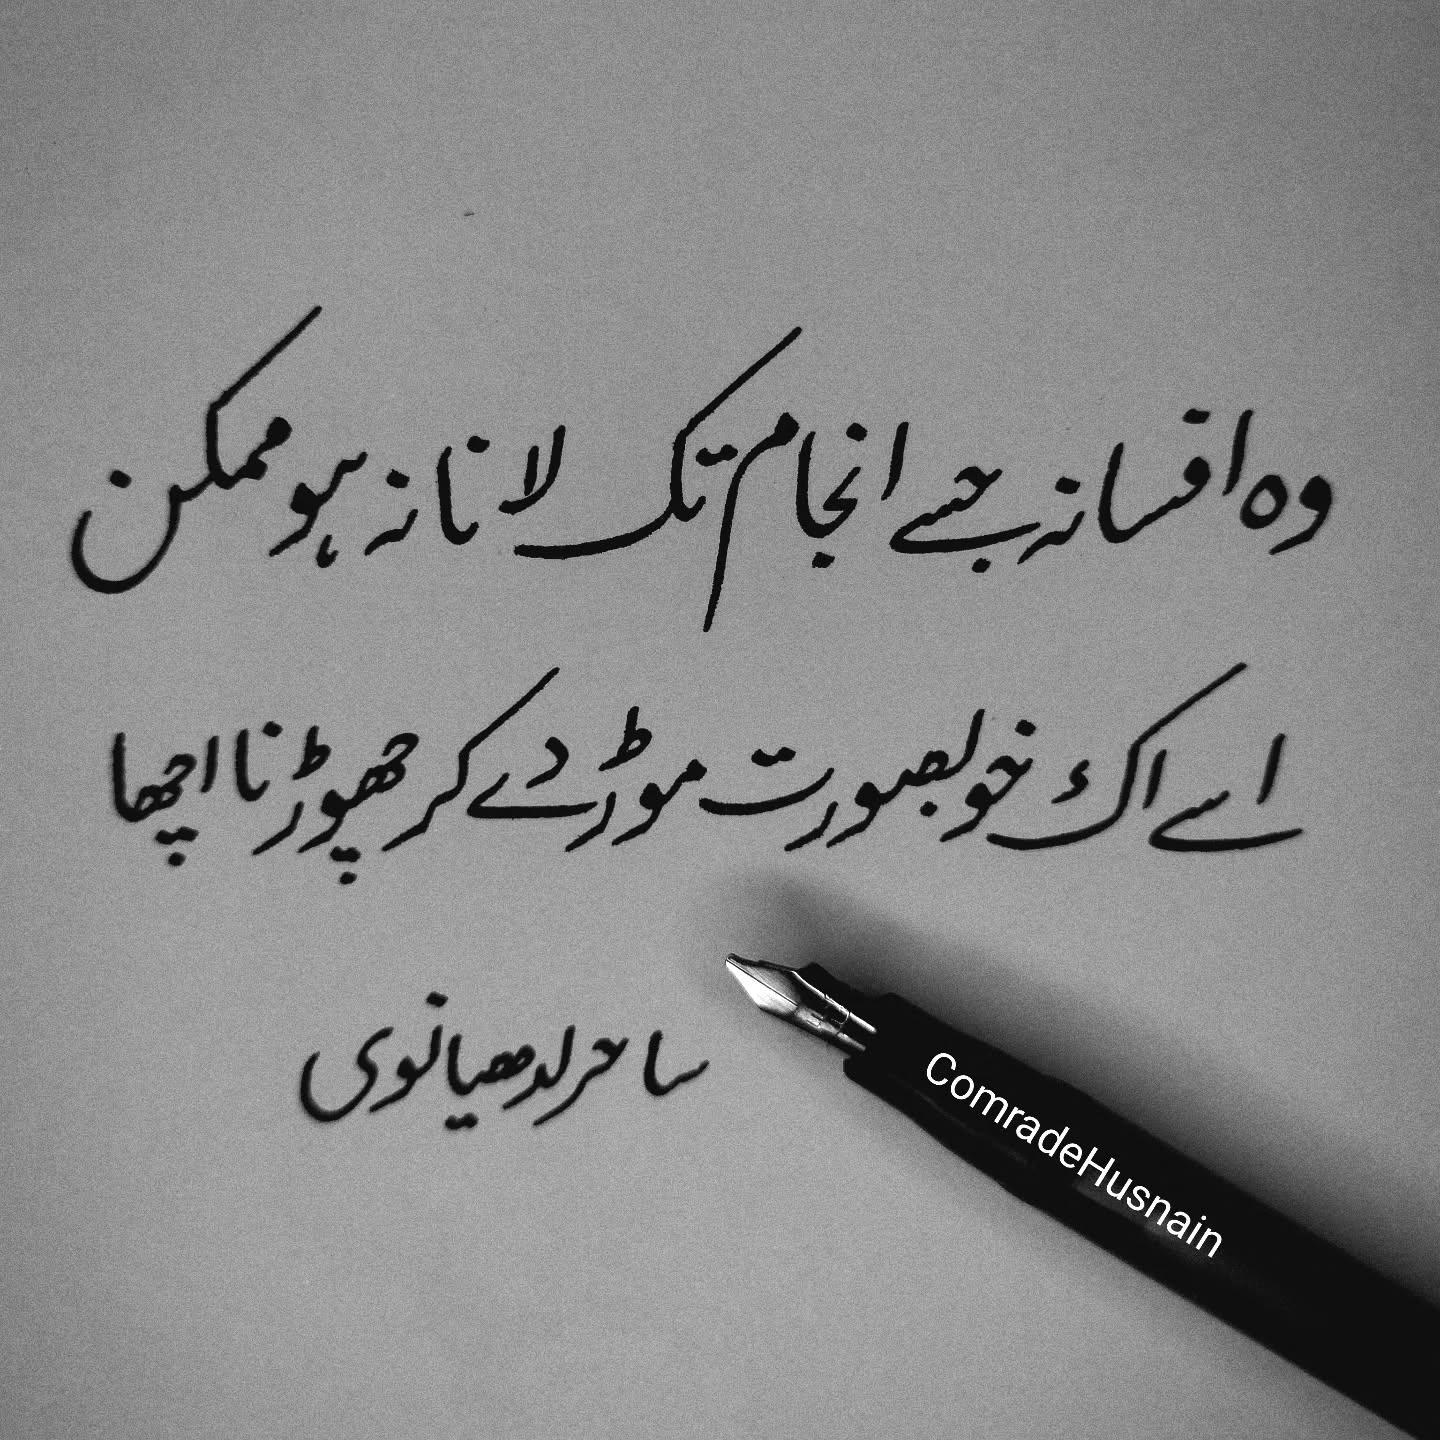 وہ افسانہ جسے انجام تک لانا نہ ہو ممکن
اسے اک خوبصورت موڑ دے کر چھوڑنا اچھا
ساحر لدھیانوی
ComradeHusnain